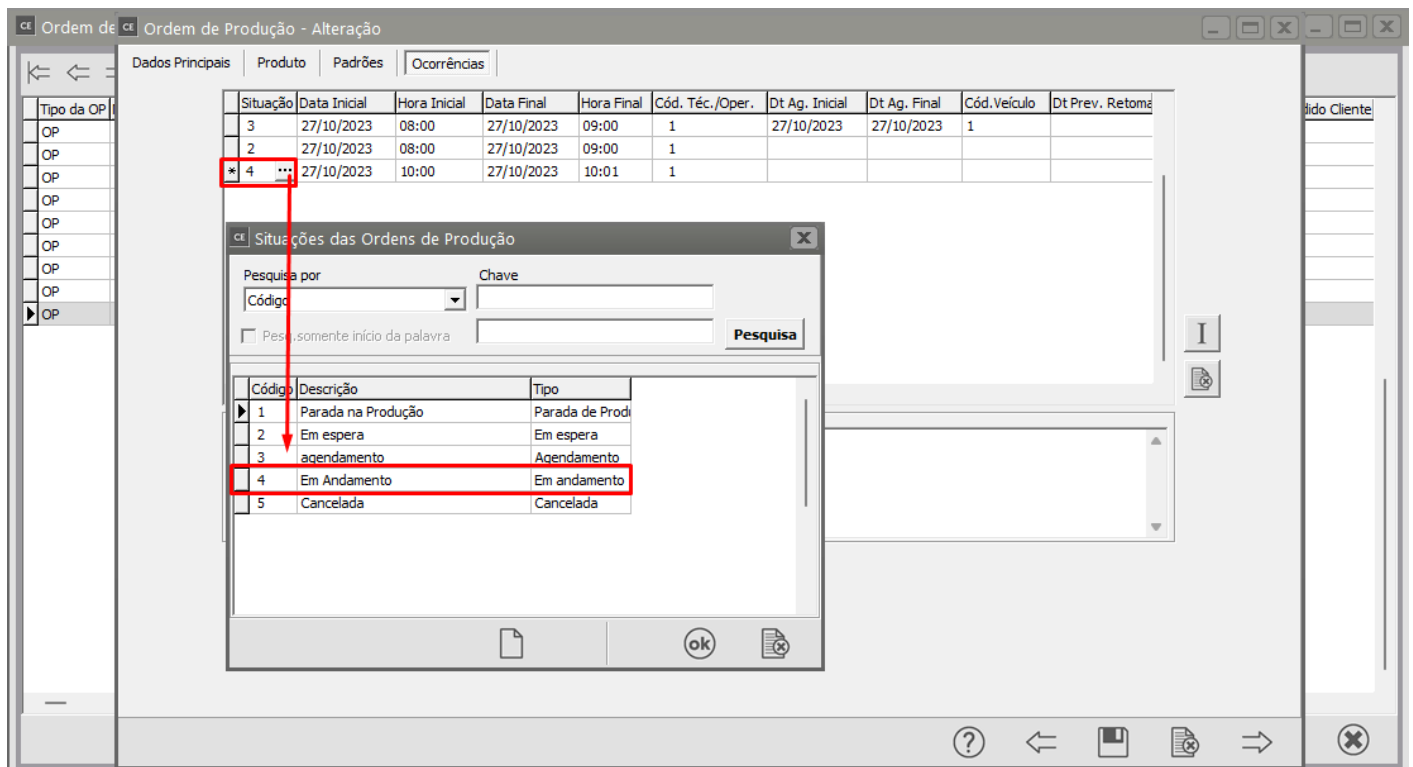 CE Ordem de
CE Ordem de Produção - Alteração
Dados Principais Produto Padrões Ocorrências
Tipo da OP
dido Cliente
OP
OP
OP
OP
OP
OP
OP
OP
OP
Situação Data Inicial Hora Inicial Data Final Hora Final Cód. Téc./Oper. Dt Ag. Inicial Dt Ag. Final Cód.Veículo Dt Prev. Retoma
3 27/10/2023 08:00 27/10/2023 09:00 1 27/10/2023 27/10/2023 1
2 27/10/2023 08:00 27/10/2023 09:00 1
* 4 ... 27/10/2023 10:00 27/10/2023 10:01 1
CE Situações das Ordens de Produção
Pesquisa por Chave
Código
Pesq.somente início da palavra Pesquisa
Código Descrição Tipo
1 Parada na Produção Parada de Produ
2 Em espera Em espera
3 agendamento Agendamento
4 Em Andamento Em andamento
5 Cancelada Cancelada
ok
I
?